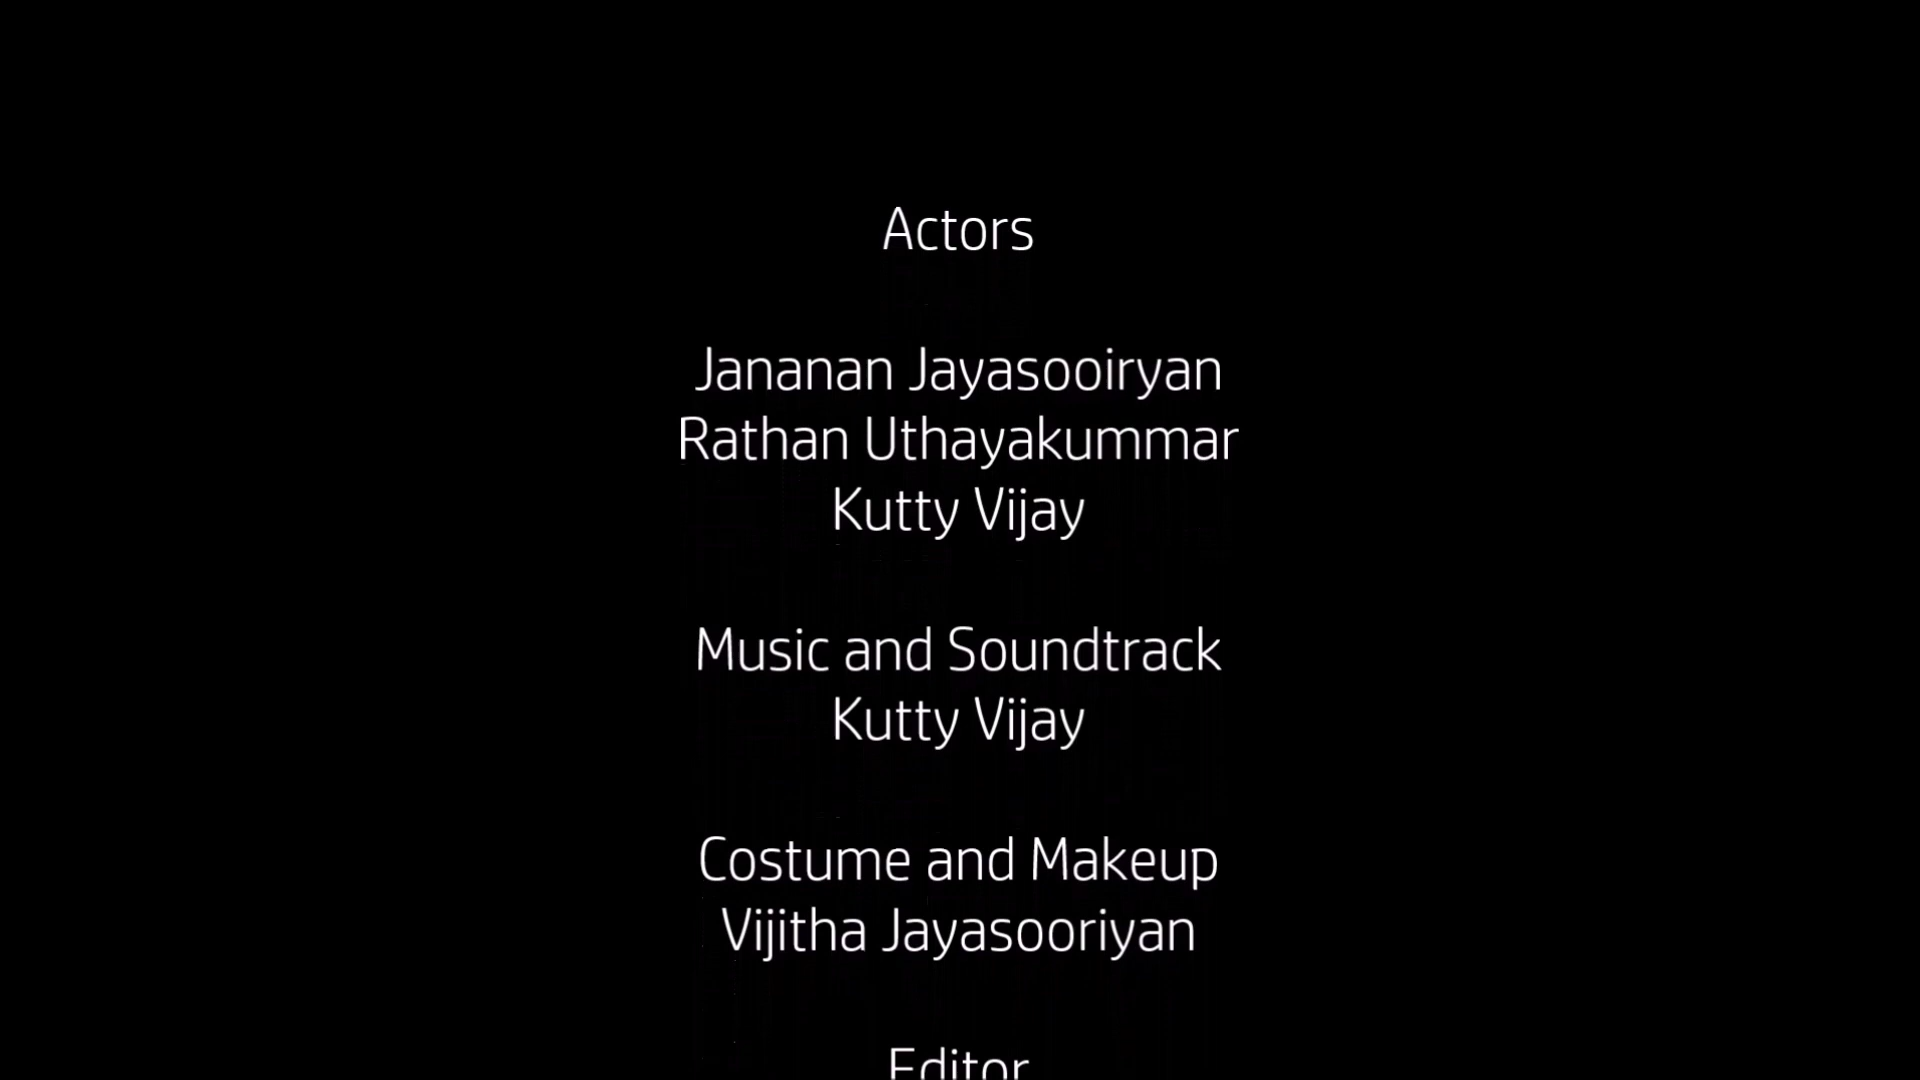 Actors
Jananan Jayasooiryan
Rathan Uthayakummar
Kutty Vijay
Music and Soundtrack
Kutty Vijay
Costume and Makeup
Vijitha Jayasooriyan
Editor